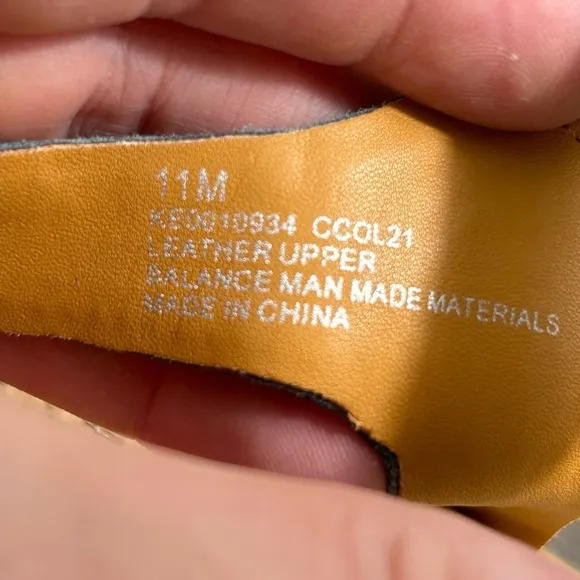 11M
KE0010934 CCOL21
LEATHER UPPER
BALANCE MAN MADE MATERIALS
MADE IN CHINA